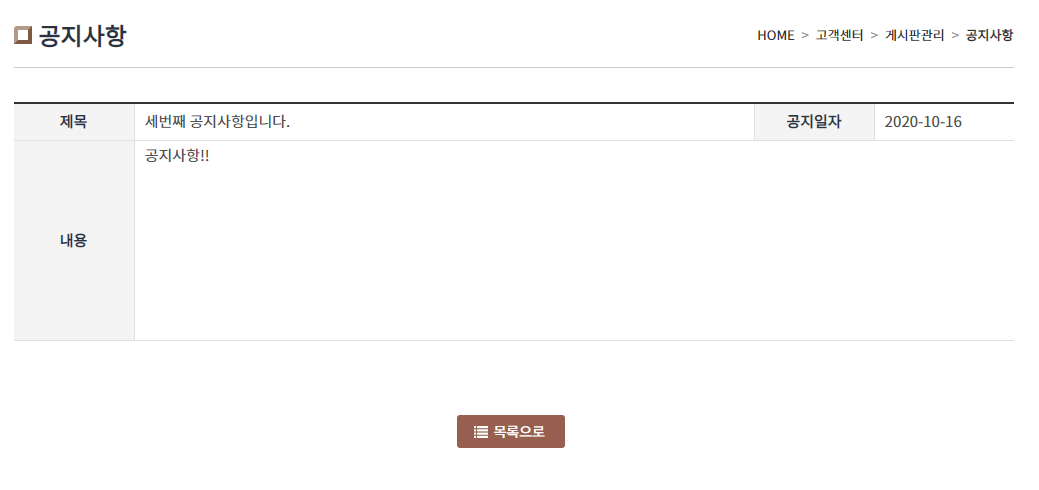 공지사항
HOME > 고객센터 > 게시판관리 > 공지사항
제목 세번째 공지사항입니다. 공지일자 2020-10-16
공지사항!!
내용
목록으로